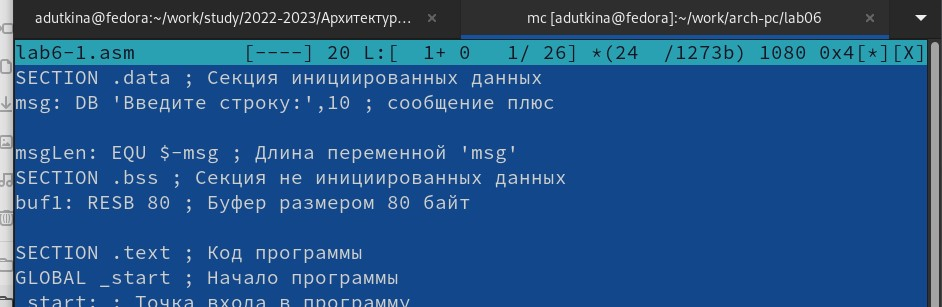 adutkina@fedora:~/work/study/2022-2023/Архитектур...
mc [adutkina@fedora]:~/work/arch-pc/lab06
lab6-1.asm [----] 20 L:[ 1+ 0 1/ 26] *(24 /1273b) 1080 0x4[*][X]
SECTION .data ; Секция инициированных данных
msg: DB 'Введите строку:',10 ; сообщение плюс
msgLen: EQU $-msg ; Длина переменной 'msg'
SECTION .bss ; Секция не инициированных данных
buf1: RESB 80 ; Буфер размером 80 байт
SECTION .text ; Код программы
GLOBAL _start ; Начало программы
_start: ; Точка входа в программу